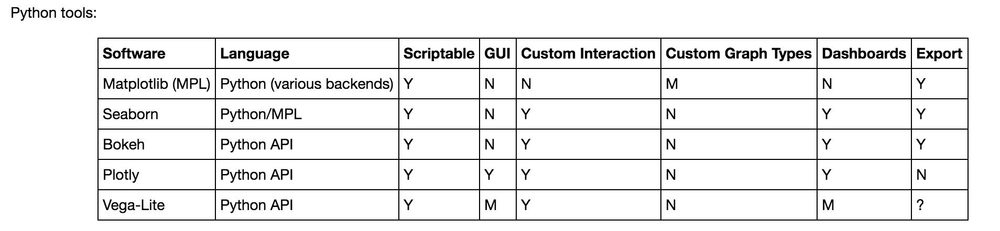 Python tools:
Software Language Scriptable GUI Custom Interaction Custom Graph Types Dashboards Export
Matplotlib (MPL) Python (various backends) Y N N M N Y
Seaborn Python/MPL Y N Y N Y Y
Bokeh Python API Y N Y N Y Y
Plotly Python API Y Y Y N Y N
Vega-Lite Python API Y M Y N M ?